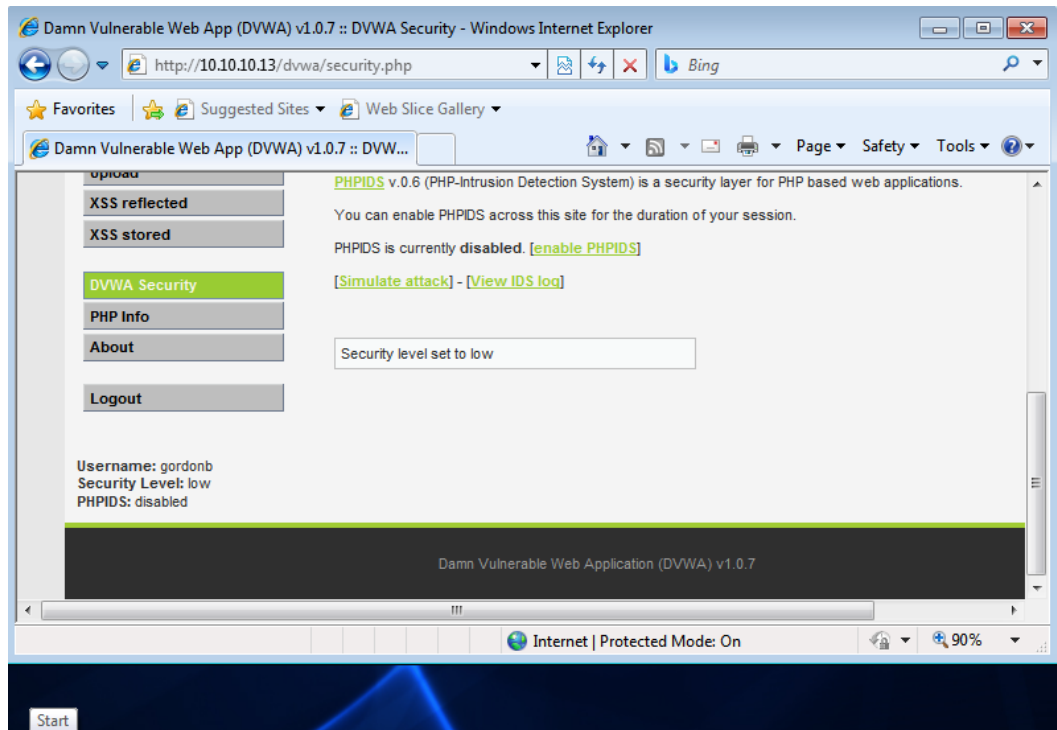 Damn Vulnerable Web App (DVWA) v1.0.7 :: DVWA Security - Windows Internet Explorer
http://10.10.10.13/dvwa/security.php
Bing
Favorites
Suggested Sites
Web Slice Gallery
Damn Vulnerable Web App (DVWA) v1.0.7 :: DVW...
Page
Safety
Tools
Upload
XSS reflected
XSS stored
DVWA Security
PHP Info
About
Logout
PHPIDS v.0.6 (PHP-Intrusion Detection System) is a security layer for PHP based web applications.
You can enable PHPIDS across this site for the duration of your session.
PHPIDS is currently disabled. [enable PHPIDS]
[Simulate attack] - [View IDS log]
Security level set to low
Username: gordonb
Security Level: low
PHPIDS: disabled
Damn Vulnerable Web Application (DVWA) v1.0.7
Internet | Protected Mode: On
90%
Start